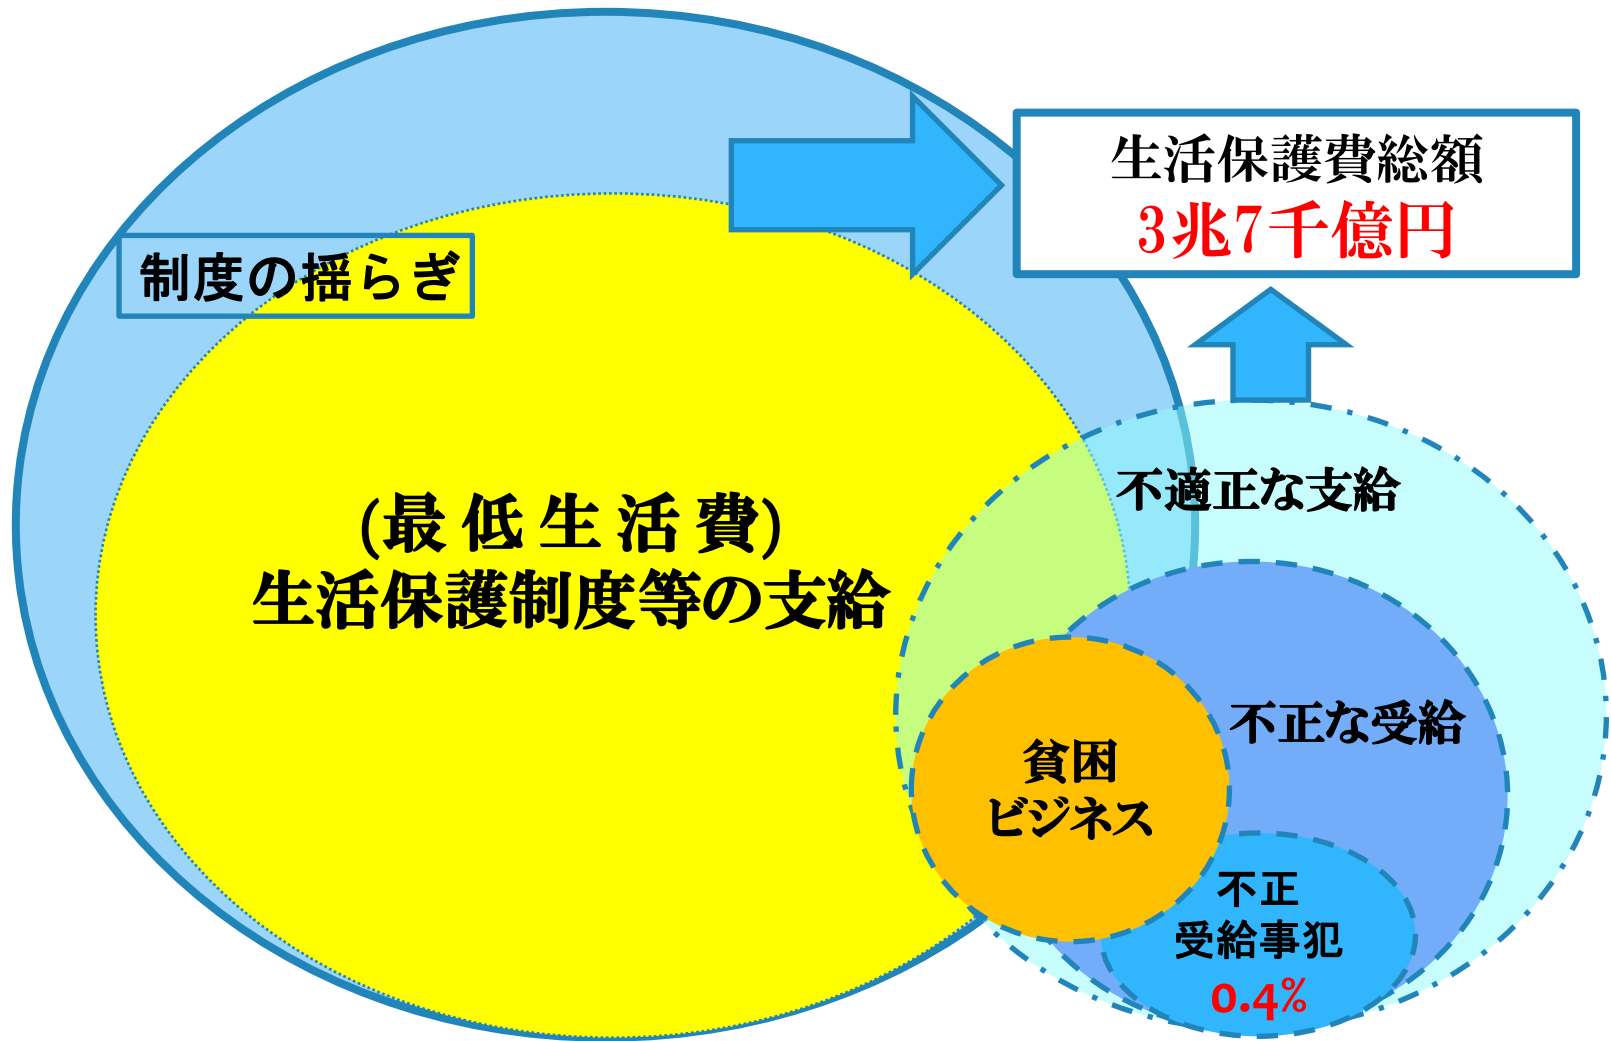 生活保護費総額
3兆7千億円
制度の揺らぎ
(最低生活費)
生活保護制度等の支給
不適正な支給
不正な受給
貧困
ビジネス
不正
受給事犯
0.4%